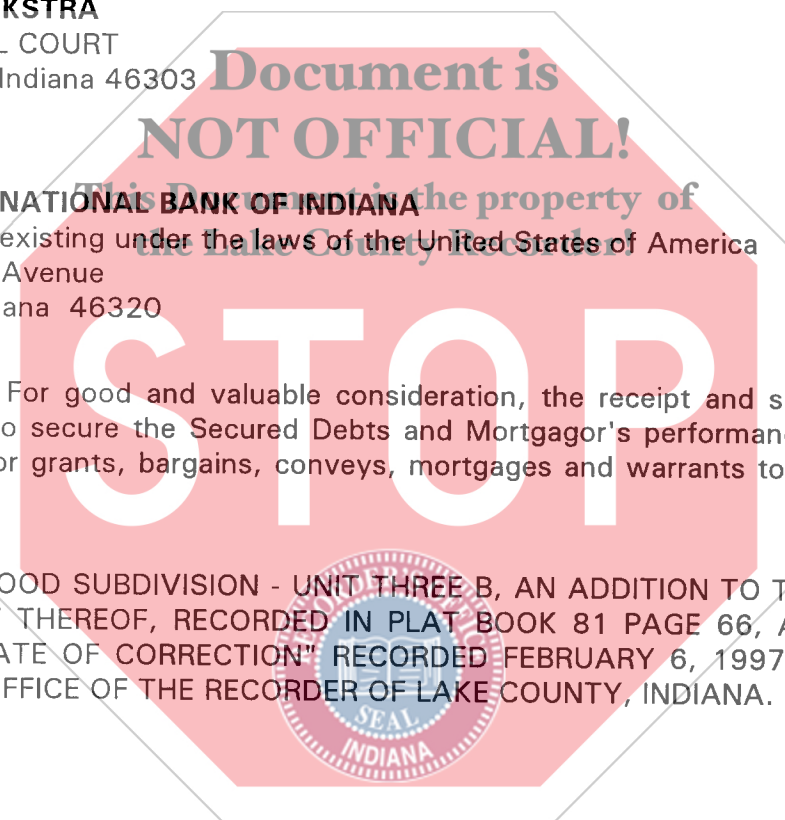 KSTRA
L COURT
Indiana 46303
Document is
NOT OFFICIAL!
This Document is the property of
the Lake County Recorder!
NATIONAL BANK OF INDIANA
existing under the laws of the United States of America
Avenue
ana 46320
STOP
For good and valuable consideration, the receipt and s
o secure the Secured Debts and Mortgagor's performan
or grants, bargains, conveys, mortgages and warrants to
OOD SUBDIVISION - UNIT THREE B, AN ADDITION TO T
THEREOF, RECORDED IN PLAT BOOK 81 PAGE 66, A
ATE OF CORRECTION" RECORDED FEBRUARY 6, 1997
FFICE OF THE RECORDER OF LAKE COUNTY, INDIANA.
RECORDER'S OFFICE
SEAL
INDIANA